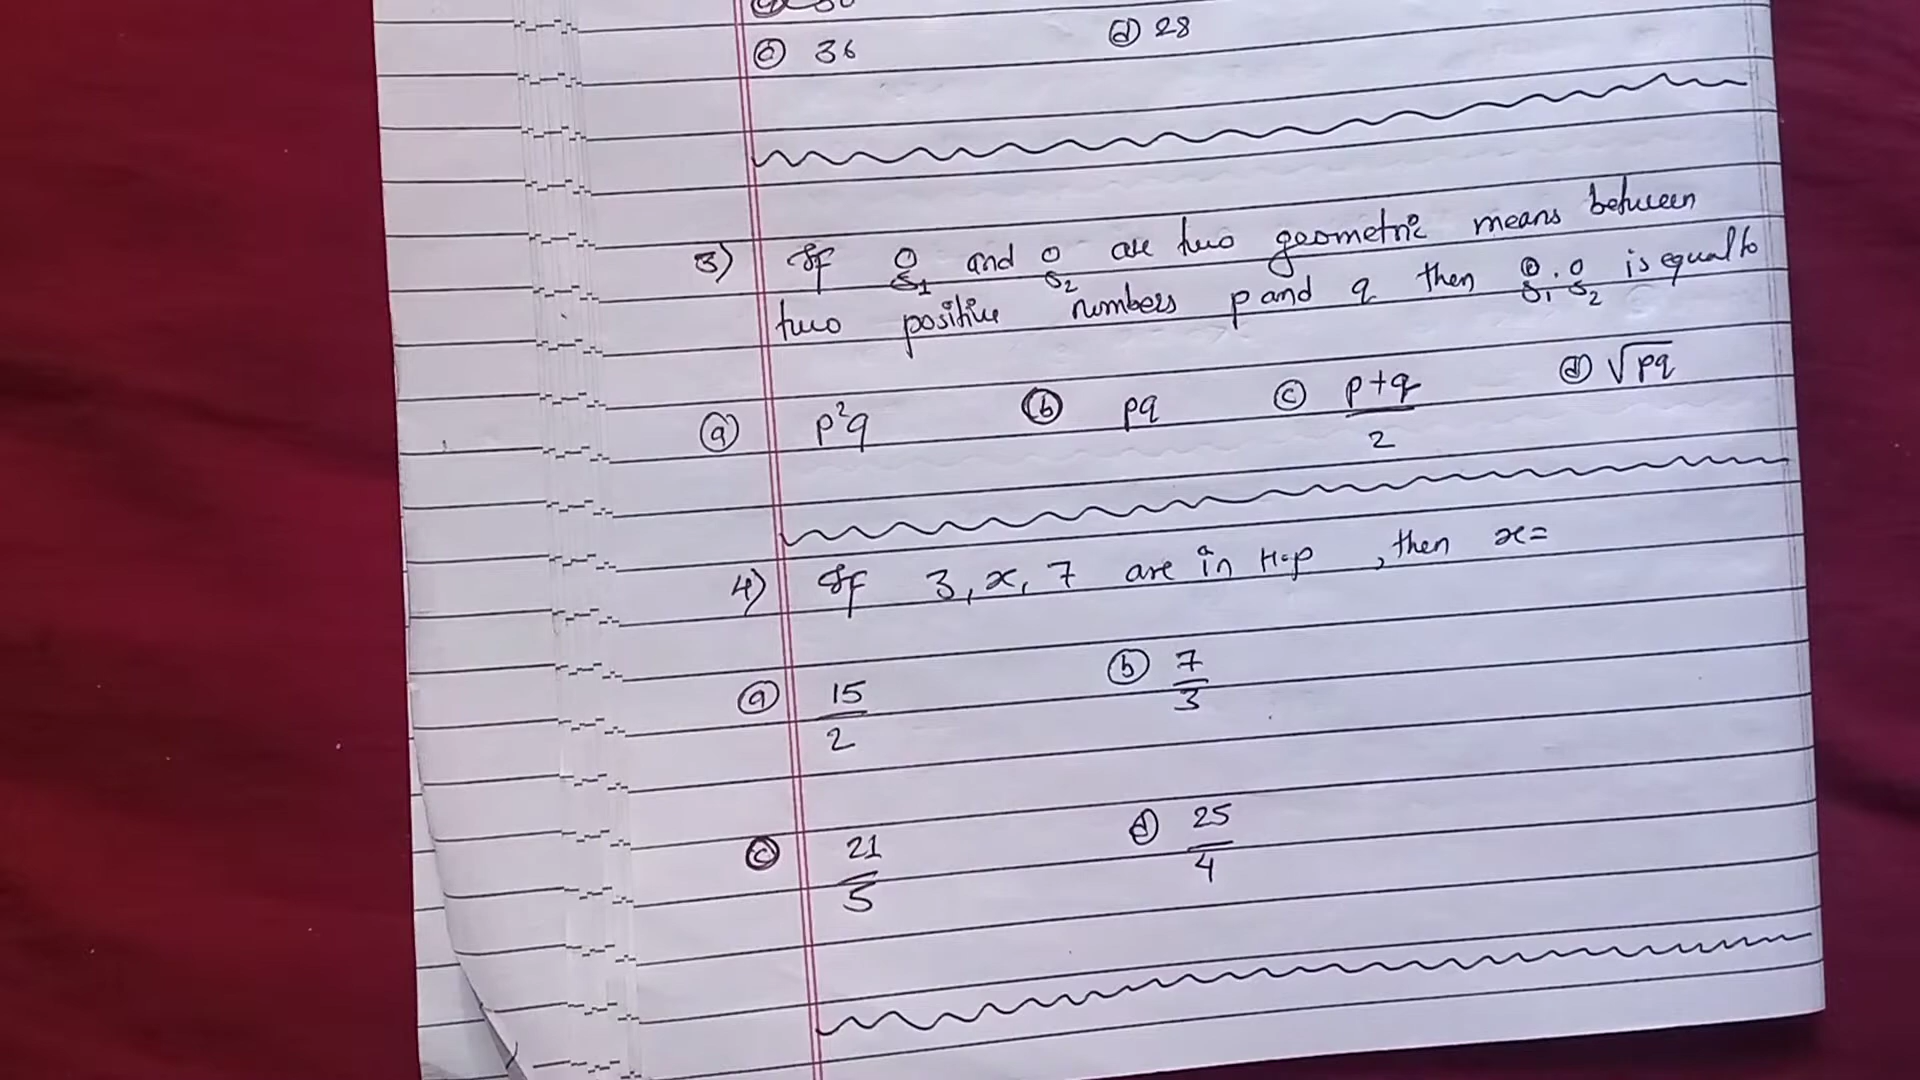 (c) 36 (d) 28
3) If g₁ and g₂ are two geometric means between
two positive numbers p and q then g₁ . g₂ is equal to
(a) p²q (b) pq (c) p+q/2 (d) √pq
4) If 3, x, 7 are in H.p , then x=
(a) 15/2 (b) 7/3
(c) 21/5 (d) 25/4